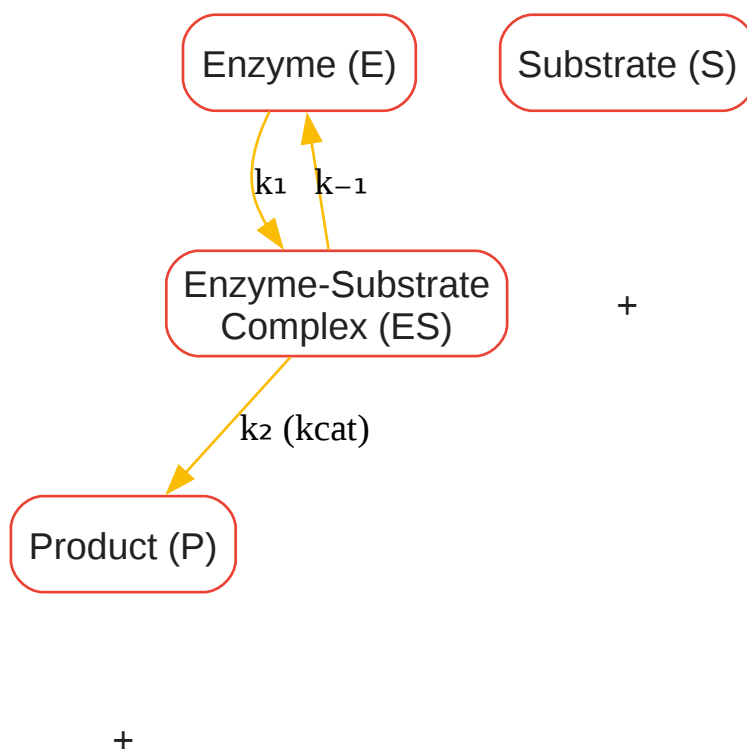 Enzyme (E)
Substrate (S)
k₁
k₋₁
Enzyme-Substrate
Complex (ES)
+
k₂ (kcat)
Product (P)
+